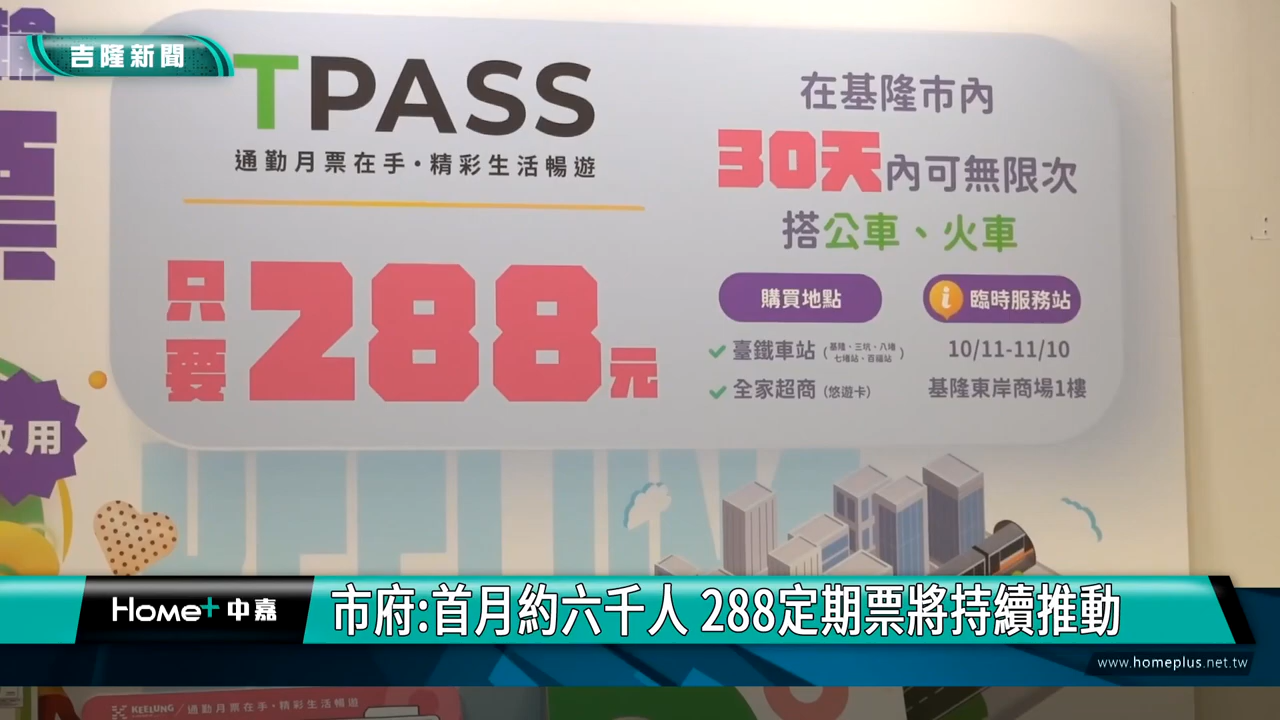 吉隆新聞
TPASS
通勤月票在手·精彩生活暢遊
只要288元
在基隆市內
30天內可無限次
搭公車、火車
購買地點
臺鐵車站(基隆、三坑、八堵
七堵站、百福站)
全家超商(悠遊卡)
臨時服務站
10/11-11/10
基隆東岸商場1樓
用
KEELUNG
Home+中嘉
市府:首月約六千人 288定期票將持續推動
www.homeplus.net.tw
KEELUNG/通勤月票在手·精彩生活暢遊